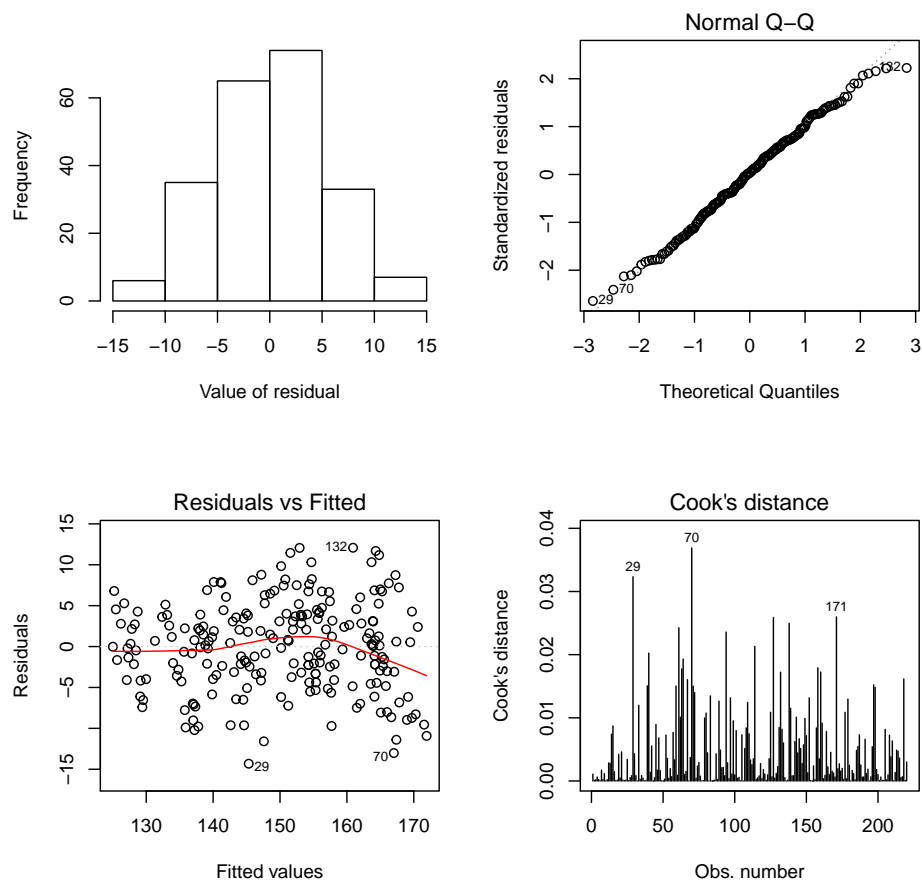 Frequency
0 20 40 60
−15 −10 −5 0 5 10 15
Value of residual
Normal Q−Q
Standardized residuals
−2 −1 0 1 2
132
70
29
−3 −2 −1 0 1 2 3
Theoretical Quantiles
Residuals vs Fitted
Residuals
−15 −5 0 5 10 15
132
29
70
130 140 150 160 170
Fitted values
Cook's distance
Cook's distance
0.00 0.01 0.02 0.03 0.04
70
29
171
0 50 100 150 200
Obs. number